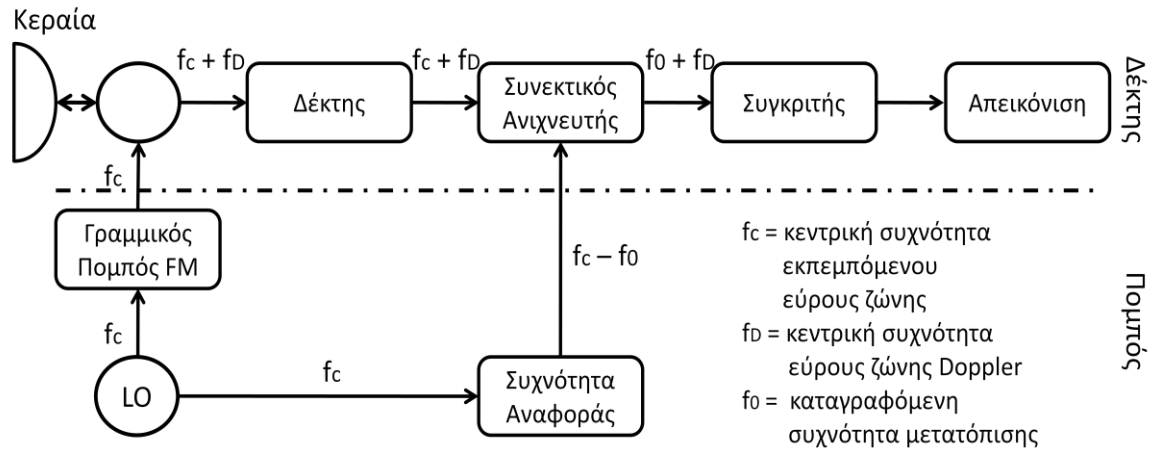 Κεραία
fc + fD
fc + fD
f0 + fD
Δέκτης
Συνεκτικός
Ανιχνευτής
Συγκριτής
Απεικόνιση
Δέκτης
fc
Γραμμικός
Πομπός FM
fc – f0
fc
LO
fc
Συχνότητα
Αναφοράς
fc = κεντρική συχνότητα
εκπεμπόμενου
εύρους ζώνης
fD = κεντρική συχνότητα
εύρους ζώνης Doppler
f0 = καταγραφόμενη
συχνότητα μετατόπισης
Πομπός